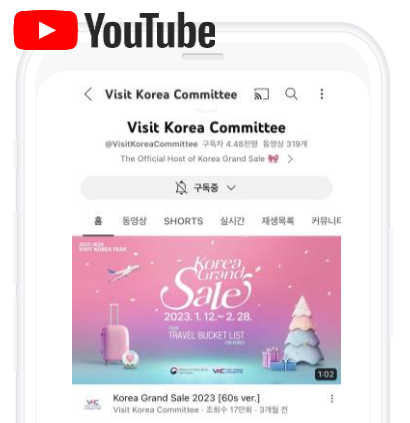 YouTube
Visit Korea Committee
Visit Korea Committee
@VisitKoreaCommittee 구독자 4.48천명 동영상 319개
The Official Host of Korea Grand Sale 🎀
구독중
홈 동영상 SHORTS 실시간 재생목록 커뮤니티
2023-2024
VISIT KOREA YEAR
Korea
Grand
Sale
2023. 1. 12. ~ 2. 28.
YOUR
TRAVEL BUCKET LIST
FOR KOREA
1:02
Korea Grand Sale 2023 [60s ver.]
Visit Korea Committee · 조회수 17만회 · 3개월 전